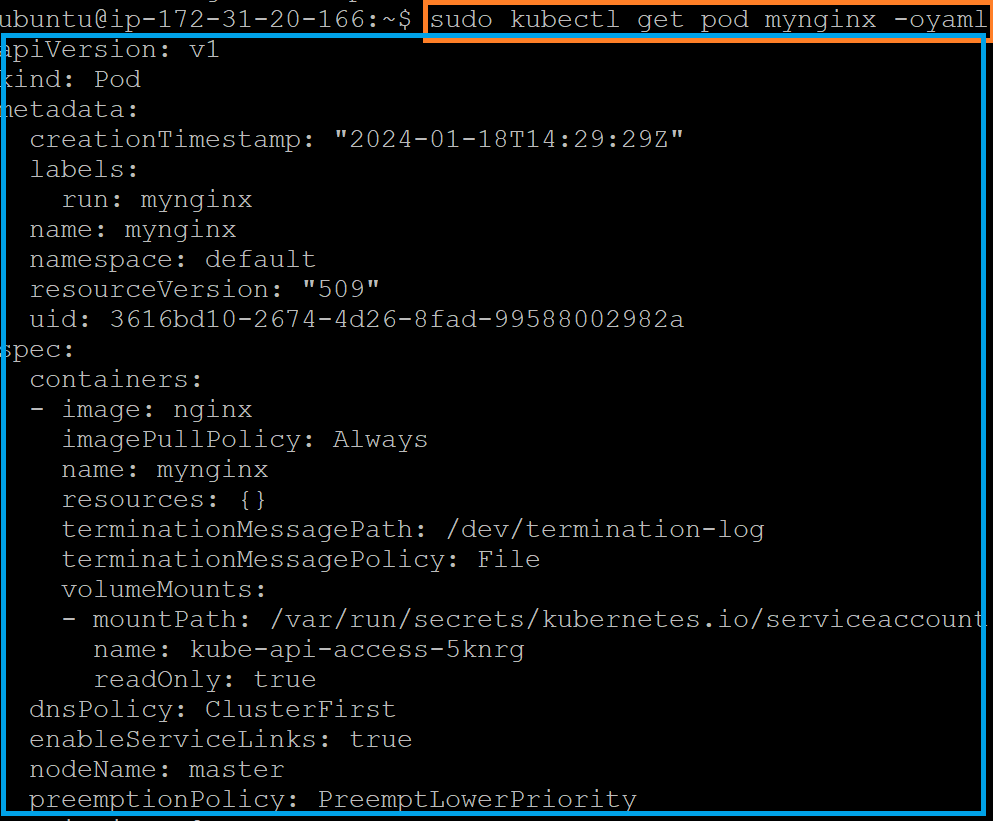 ubuntu@ip-172-31-20-166:~$ sudo kubectl get pod mynginx -oyaml
apiVersion: v1
kind: Pod
metadata:
  creationTimestamp: "2024-01-18T14:29:29Z"
  labels:
    run: mynginx
  name: mynginx
  namespace: default
  resourceVersion: "509"
  uid: 3616bd10-2674-4d26-8fad-99588002982a
spec:
  containers:
  - image: nginx
    imagePullPolicy: Always
    name: mynginx
    resources: {}
    terminationMessagePath: /dev/termination-log
    terminationMessagePolicy: File
    volumeMounts:
    - mountPath: /var/run/secrets/kubernetes.io/serviceaccount
      name: kube-api-access-5knrg
      readOnly: true
  dnsPolicy: ClusterFirst
  enableServiceLinks: true
  nodeName: master
  preemptionPolicy: PreemptLowerPriority